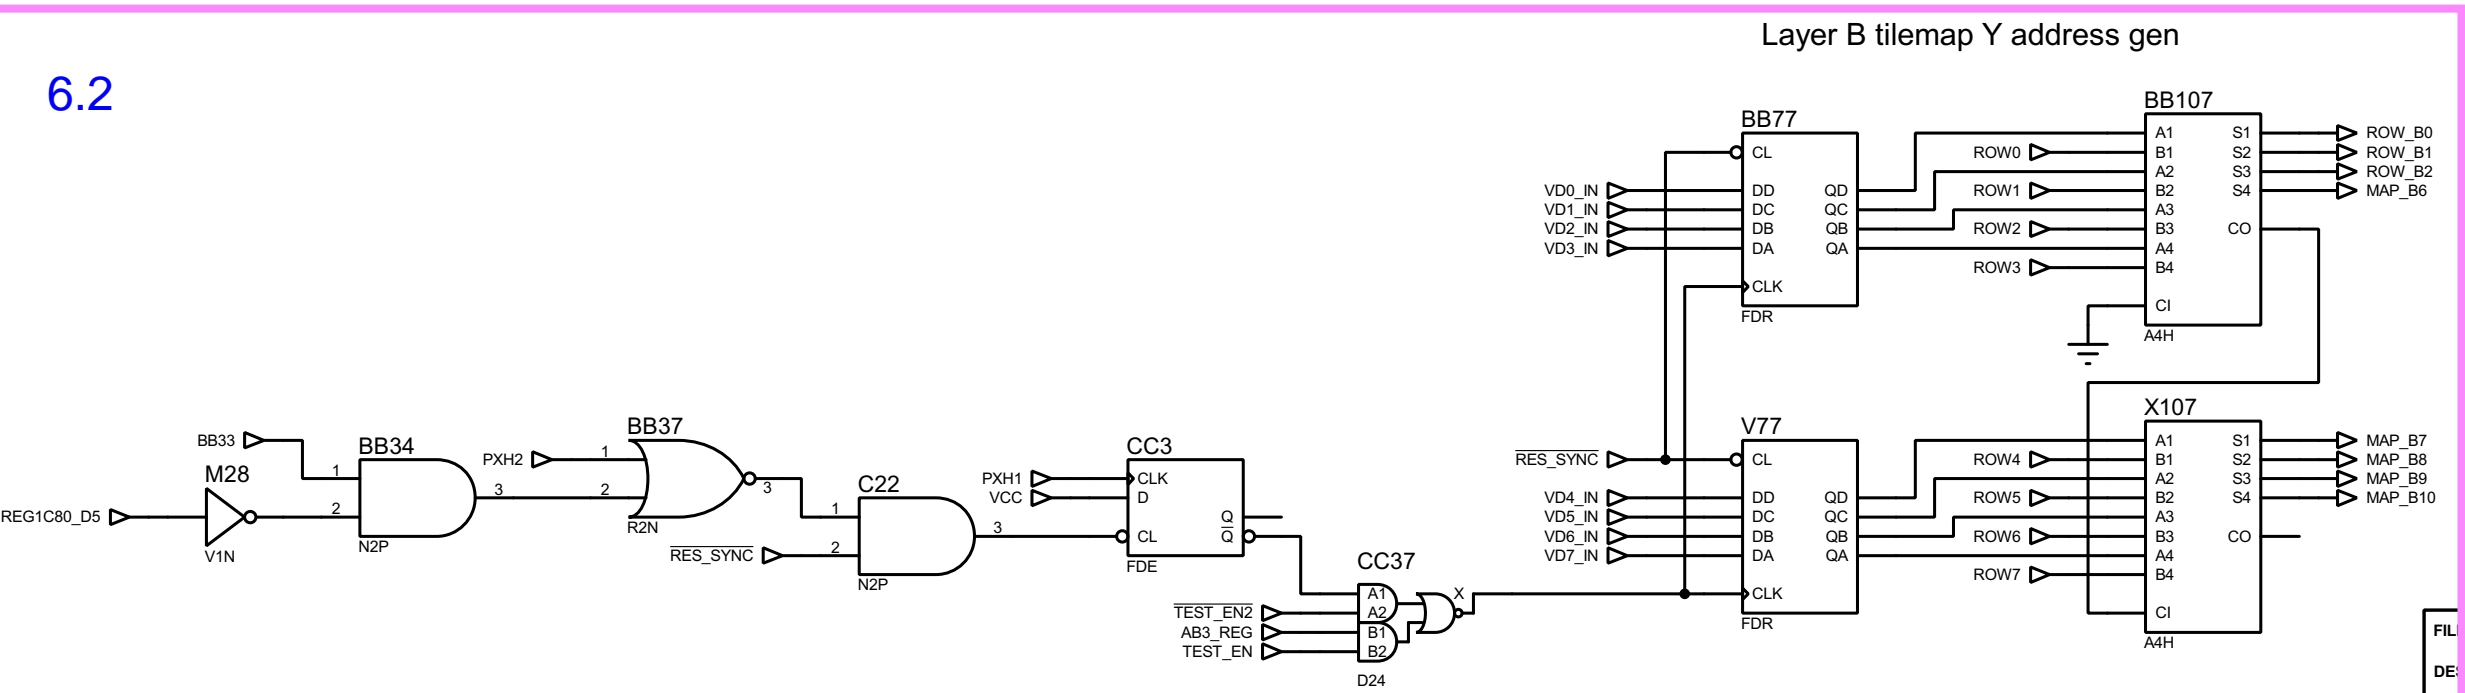 Layer B tilemap Y address gen
6.2
BB77
CL
DD
DC
DB
DA
CLK
QD
QC
QB
QA
FDR
VD0_IN
VD1_IN
VD2_IN
VD3_IN
BB107
A1
B1
A2
B2
A3
B3
A4
B4
CI
S1
S2
S3
S4
CO
A4H
ROW0
ROW1
ROW2
ROW3
ROW_B0
ROW_B1
ROW_B2
MAP_B6
BB33
REG1C80_D5
M28
V1N
BB34
1
2
3
N2P
PXH2
BB37
1
2
3
R2N
RES_SYNC
C22
1
2
3
N2P
PXH1
VCC
CC3
CLK
D
CL
Q
Q
FDE
TEST_EN2
AB3_REG
TEST_EN
CC37
A1
A2
B1
B2
X
D24
RES_SYNC
VD4_IN
VD5_IN
VD6_IN
VD7_IN
V77
CL
DD
DC
DB
DA
CLK
QD
QC
QB
QA
FDR
ROW4
ROW5
ROW6
ROW7
X107
A1
B1
A2
B2
A3
B3
A4
B4
CI
S1
S2
S3
S4
CO
A4H
MAP_B7
MAP_B8
MAP_B9
MAP_B10